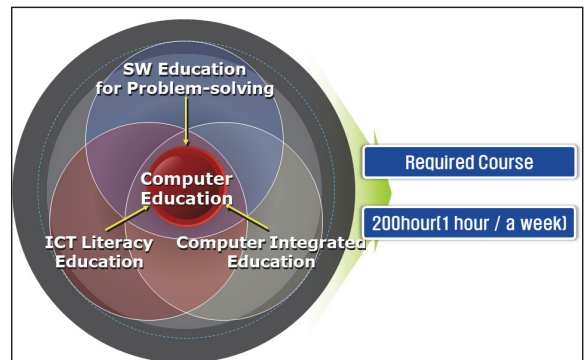 SW Education
for Problem-solving
Computer
Education
ICT Literacy
Education
Computer Integrated
Education
Required Course
200hour(1 hour / a week)